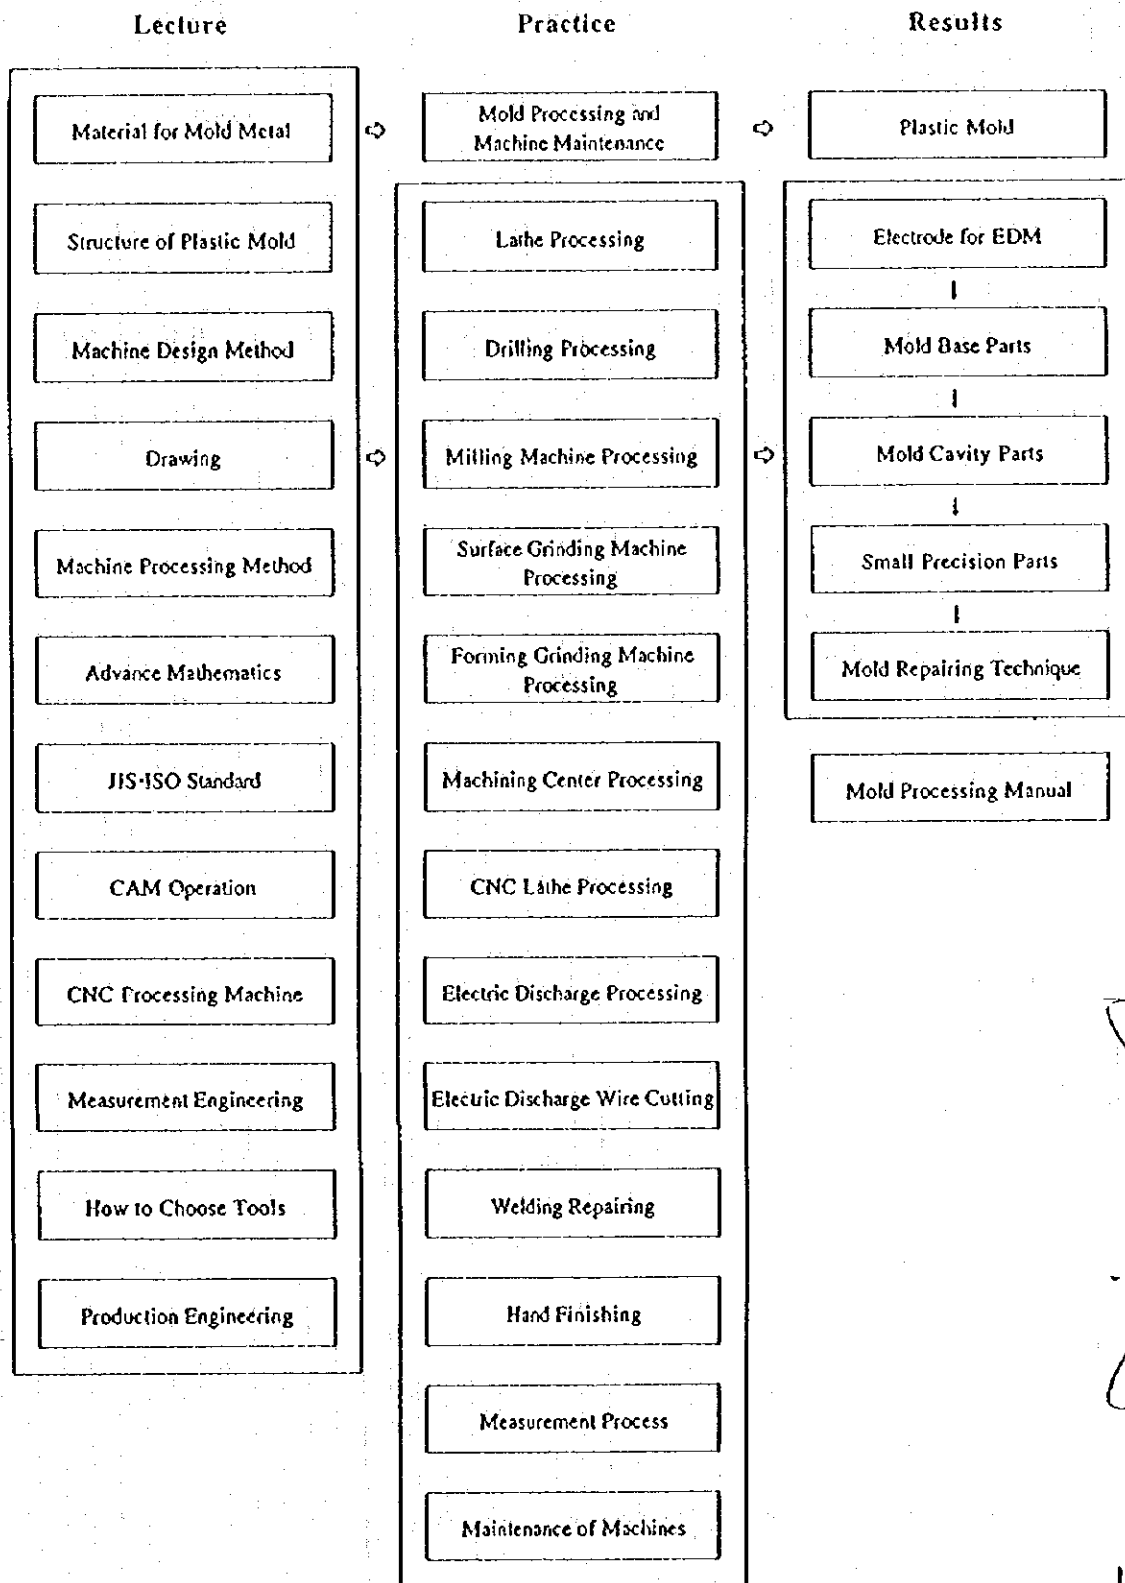 Lecture
Practice
Results
Material for Mold Metal
Structure of Plastic Mold
Machine Design Method
Drawing
Machine Processing Method
Advance Mathematics
JIS·ISO Standard
CAM Operation
CNC Processing Machine
Measurement Engineering
How to Choose Tools
Production Engineering
Mold Processing and
Machine Maintenance
Lathe Processing
Drilling Processing
Milling Machine Processing
Surface Grinding Machine
Processing
Forming Grinding Machine
Processing
Machining Center Processing
CNC Lathe Processing
Electric Discharge Processing
Electric Discharge Wire Cutting
Welding Repairing
Hand Finishing
Measurement Process
Maintenance of Machines
Plastic Mold
Electrode for EDM
Mold Base Parts
Mold Cavity Parts
Small Precision Parts
Mold Repairing Technique
Mold Processing Manual